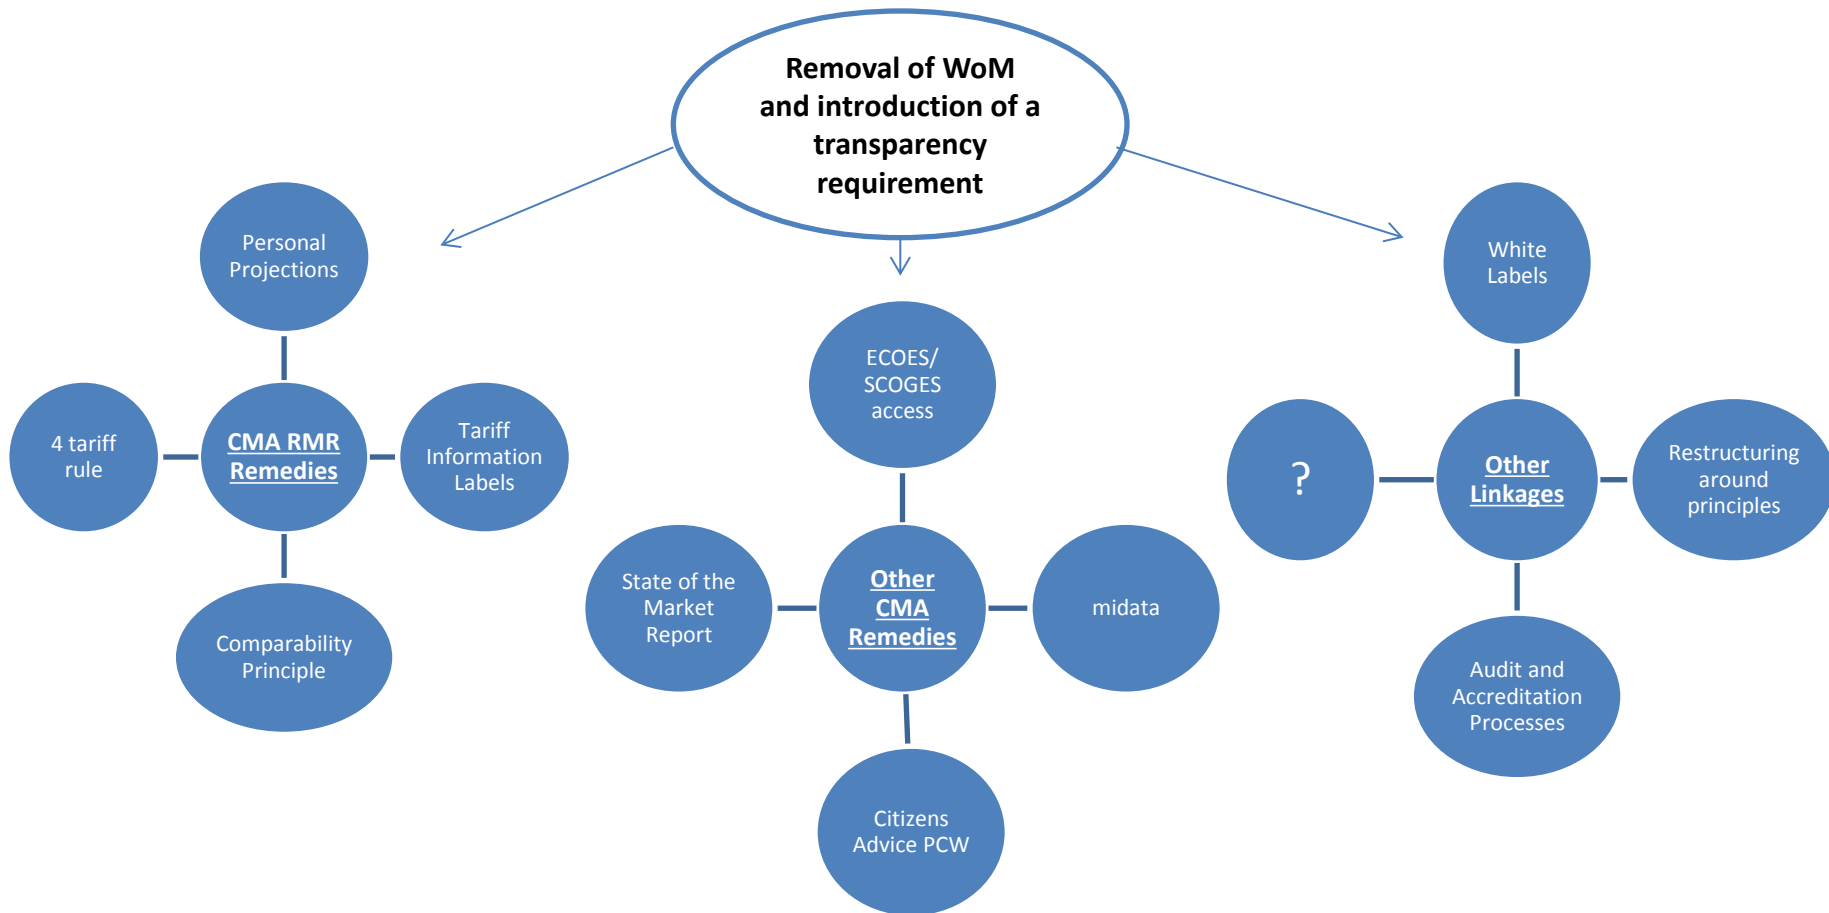 Removal of WoM
and introduction of a
transparency
requirement
Personal
Projections
4 tariff
rule
CMA RMR
Remedies
Tariff
Information
Labels
Comparability
Principle
ECOES/
SCOGES
access
State of the
Market
Report
Other
CMA
Remedies
midata
Citizens
Advice PCW
White
Labels
?
Other
Linkages
Restructuring
around
principles
Audit and
Accreditation
Processes